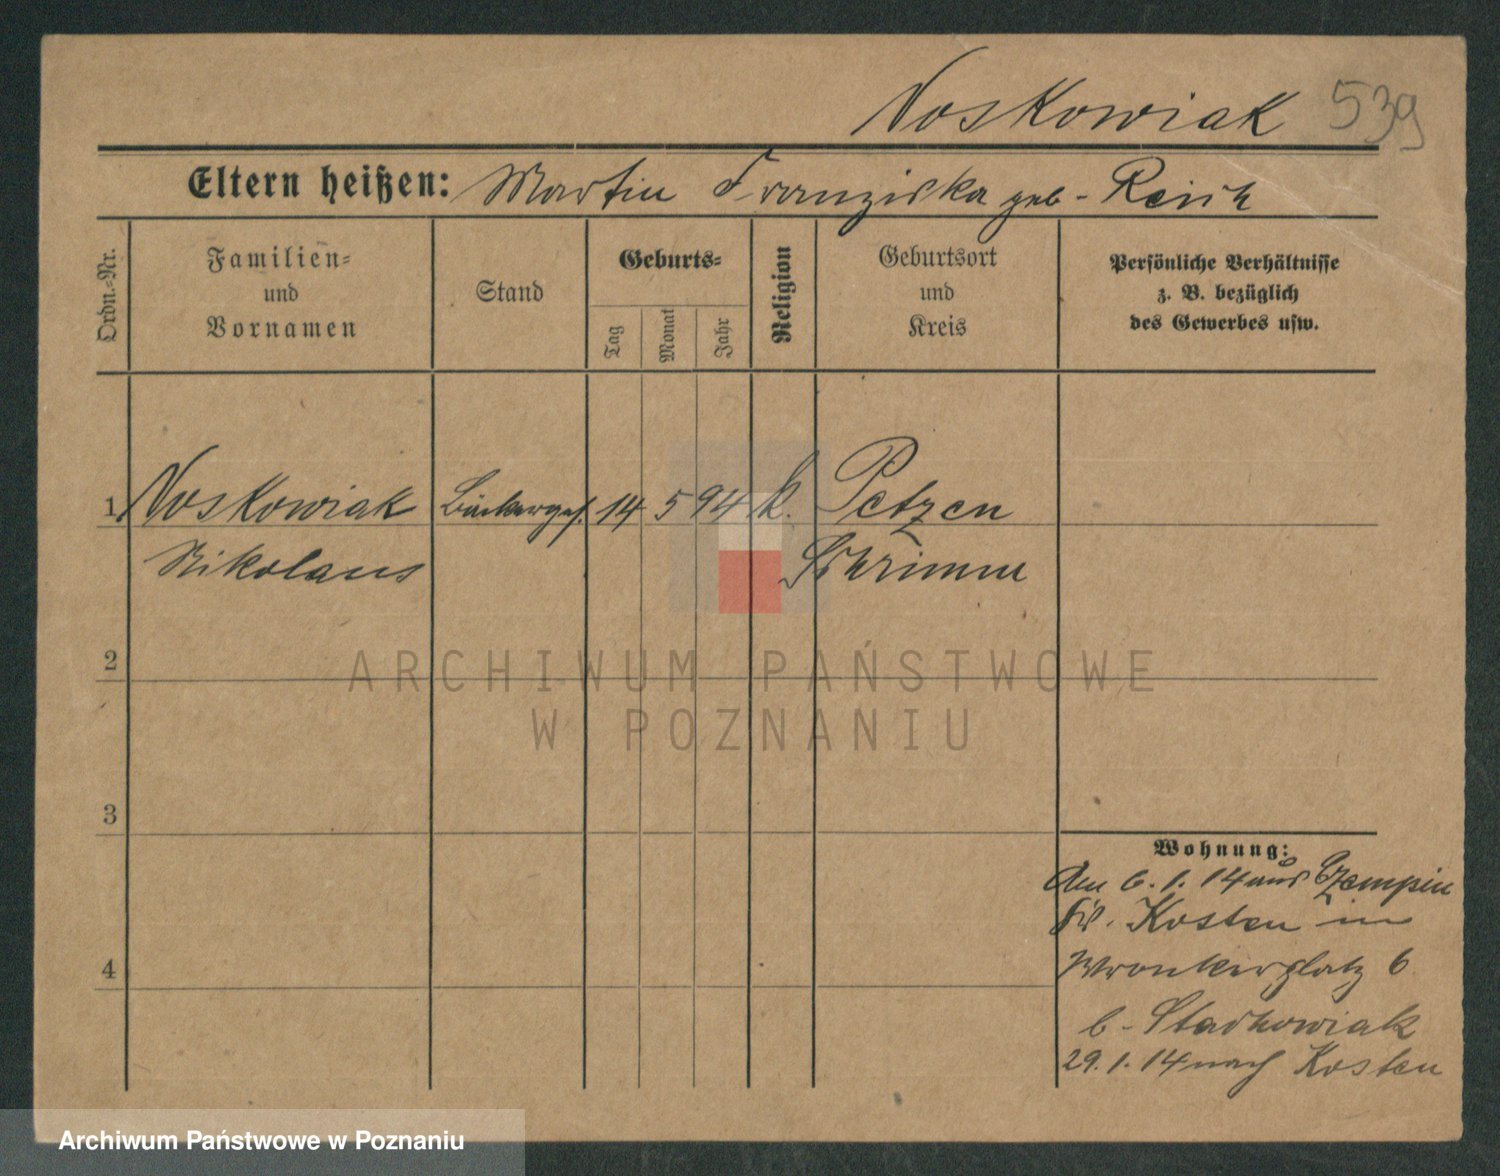 Noskowiak 539
Eltern heißen: Martin Franziska geb. Reich
Ordn.-Nr.
Familien-
und
Vornamen
Stand
Geburts-
Tag
Monat
Jahr
Religion
Geburtsort
und
Kreis
Persönliche Verhältnisse
z. B. bezüglich
des Gewerbes usw.
1 Noskowiak Bäckerges. 14 5 94 k. Petzen
Nikolaus Schrimm
2
ARCHIWUM PAŃSTWOWE
W POZNANIU
3
4
Wohnung:
Am 6. 1. 14 aus Czempin
Kr. Kosten in
Wronkerplatz 6
b. Stachowiak
29. 1. 14 nach Kosten
Archiwum Państwowe w Poznaniu